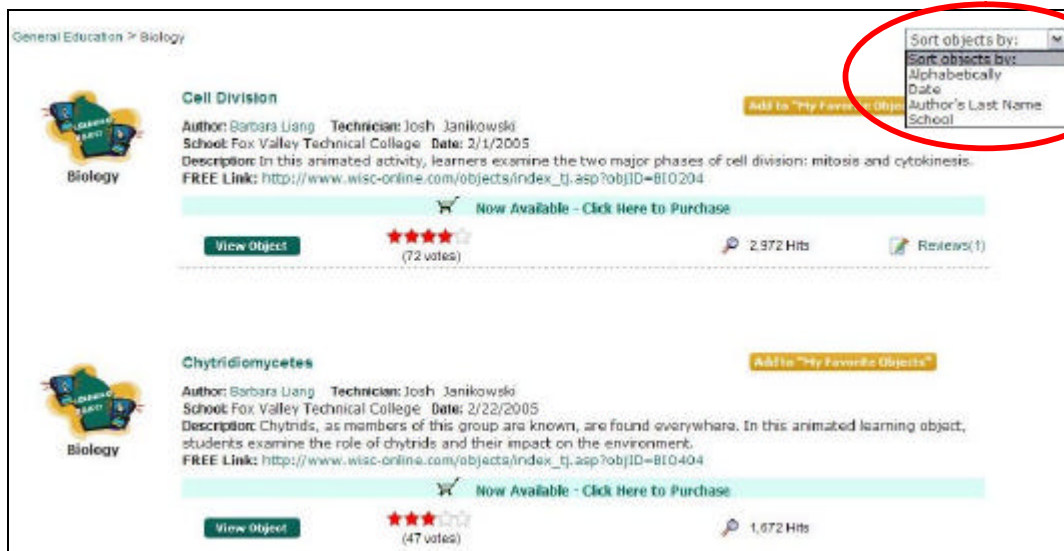 General Education > Biology
Sort objects by:
Sort objects by:
Alphabetically
Date
Author's Last Name
School
Cell Division
Add to "My Favorite Obje
Author: Barbara Liang Technician: Josh Janikowski
School: Fox Valley Technical College Date: 2/1/2005
Description: In this animated activity, learners examine the two major phases of cell division: mitosis and cytokinesis.
FREE Link: http://www.wisc-online.com/objects/index_tj.asp?objID=BIO204
Biology
Now Available - Click Here to Purchase
View Object
(72 votes)
2,972 Hits
Reviews(1)
Chytridiomycetes
Add to "My Favorite Objects"
Author: Barbara Liang Technician: Josh Janikowski
School: Fox Valley Technical College Date: 2/22/2005
Description: Chytrids, as members of this group are known, are found everywhere. In this animated learning object,
students examine the role of chytrids and their impact on the environment.
FREE Link: http://www.wisc-online.com/objects/index_tj.asp?objID=BIO404
Biology
Now Available - Click Here to Purchase
View Object
(47 votes)
1,672 Hits